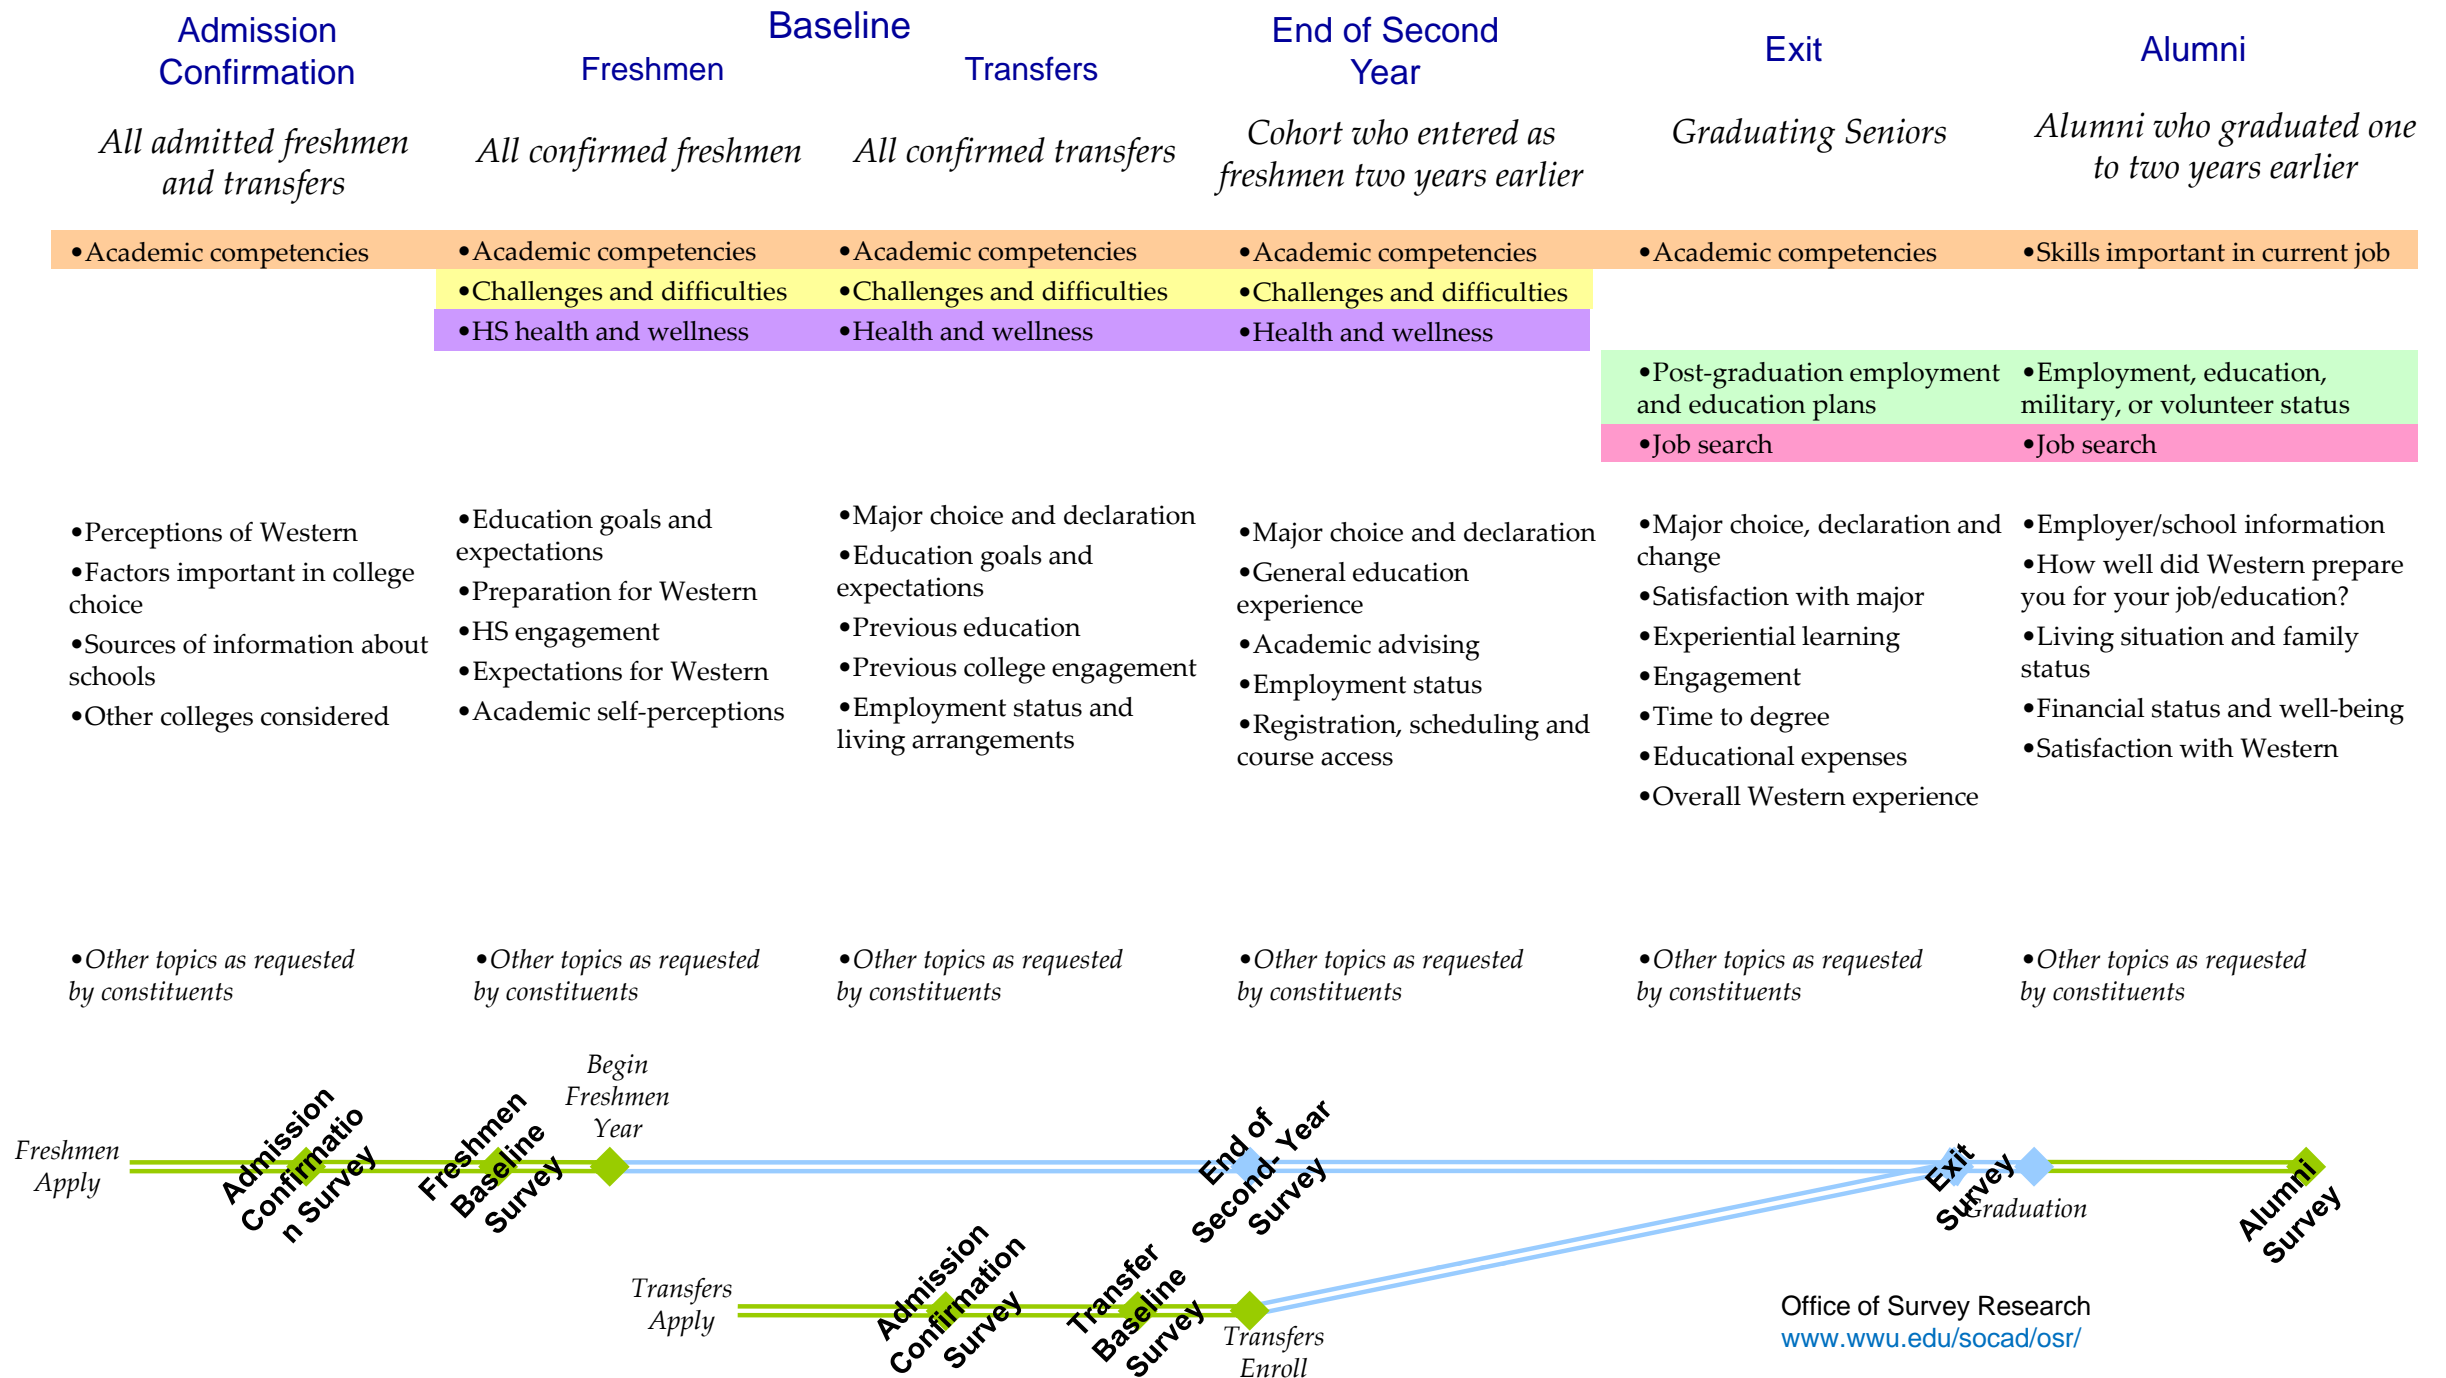 Admission
Confirmation
Baseline
Freshmen
Transfers
End of Second
Year
Exit
Alumni
All admitted freshmen
and transfers
All confirmed freshmen
All confirmed transfers
Cohort who entered as
freshmen two years earlier
Graduating Seniors
Alumni who graduated one
to two years earlier
•Academic competencies
•Academic competencies
•Academic competencies
•Academic competencies
•Academic competencies
•Skills important in current job
•Challenges and difficulties
•Challenges and difficulties
•Challenges and difficulties
•HS health and wellness
•Health and wellness
•Health and wellness
•Post-graduation employment
and education plans
•Employment, education,
military, or volunteer status
•Job search
•Job search
•Perceptions of Western
•Factors important in college
choice
•Sources of information about
schools
•Other colleges considered
•Education goals and
expectations
•Preparation for Western
•HS engagement
•Expectations for Western
•Academic self-perceptions
•Major choice and declaration
•Education goals and
expectations
•Previous education
•Previous college engagement
•Employment status and
living arrangements
•Major choice and declaration
•General education
experience
•Academic advising
•Employment status
•Registration, scheduling and
course access
•Major choice, declaration and
change
•Satisfaction with major
•Experiential learning
•Engagement
•Time to degree
•Educational expenses
•Overall Western experience
•Employer/school information
•How well did Western prepare
you for your job/education?
•Living situation and family
status
•Financial status and well-being
•Satisfaction with Western
•Other topics as requested
by constituents
•Other topics as requested
by constituents
•Other topics as requested
by constituents
•Other topics as requested
by constituents
•Other topics as requested
by constituents
•Other topics as requested
by constituents
Freshmen
Apply
Admission
Confirmatio
n Survey
Freshmen
Baseline
Survey
Begin
Freshmen
Year
End of
Second- Year
Survey
Exit
Survey
Graduation
Alumni
Survey
Transfers
Apply
Admission
Confirmation
Survey
Transfer
Baseline
Survey
Transfers
Enroll
Office of Survey Research
www.wwu.edu/socad/osr/